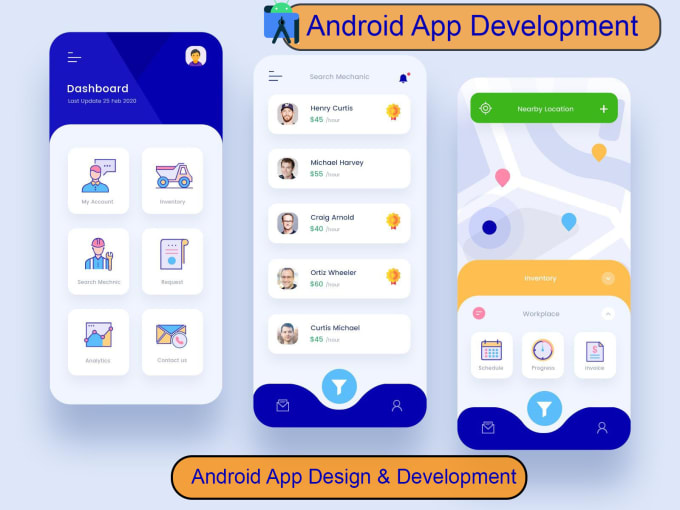 Android App Development
Dashboard
Last Update 25 Feb 2020
My Account
Inventory
Search Mechnic
Request
Analytics
Contact us
Search Mechanic
Henry Curtis
$45 /hour
Michael Harvey
$55 /hour
Craig Arnold
$40 /hour
Ortiz Wheeler
$60 /hour
Curtis Michael
$45 /hour
Nearby Location
Inventory
Workplace
Schedule
Progress
Invoice
Android App Design & Development